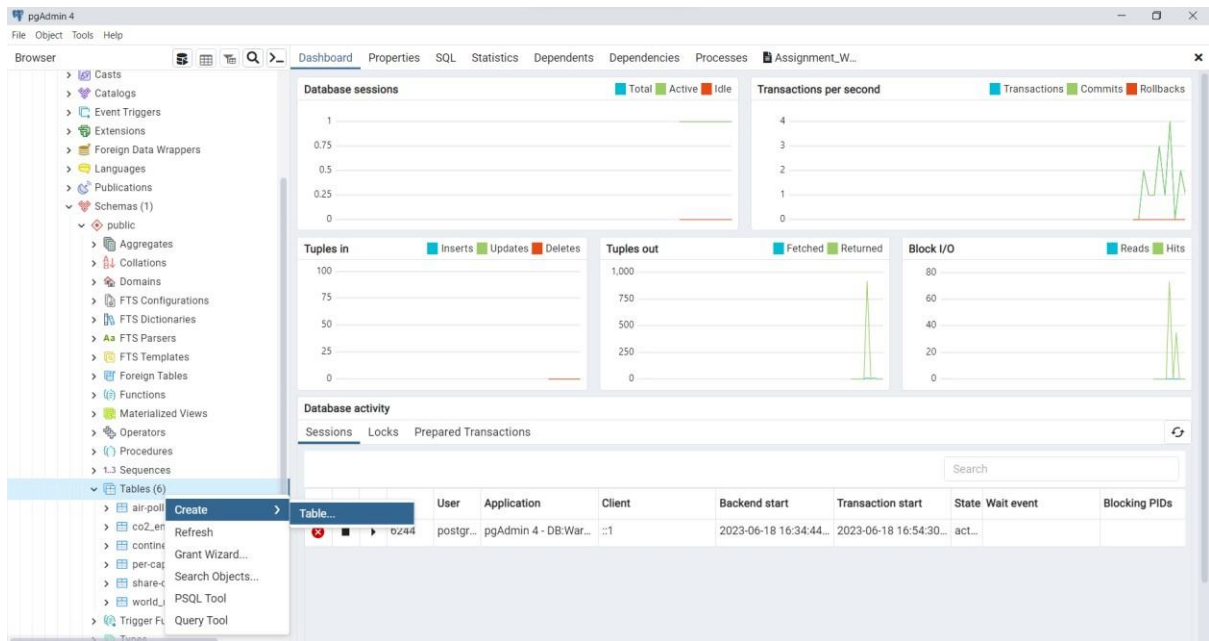 pgAdmin 4
File Object Tools Help
Browser
Dashboard Properties SQL Statistics Dependents Dependencies Processes Assignment_W...
Casts
Catalogs
Event Triggers
Extensions
Foreign Data Wrappers
Languages
Publications
Schemas (1)
public
Aggregates
Collations
Domains
FTS Configurations
FTS Dictionaries
Aa FTS Parsers
FTS Templates
Foreign Tables
Functions
Materialized Views
Operators
Procedures
1..3 Sequences
Tables (6)
air-poll
co2_en
contine
per-cap
share-c
world_
Trigger Fu
Types
Create
Refresh
Grant Wizard...
Search Objects...
PSQL Tool
Query Tool
Table...
Database sessions
Total Active Idle
1
0.75
0.5
0.25
0
Transactions per second
Transactions Commits Rollbacks
4
3
2
1
0
Tuples in
Inserts Updates Deletes
100
75
50
25
0
Tuples out
Fetched Returned
1,000
750
500
250
0
Block I/O
Reads Hits
80
60
40
20
0
Database activity
Sessions Locks Prepared Transactions
Search
User Application Client Backend start Transaction start State Wait event Blocking PIDs
6244 postgr... pgAdmin 4 - DB:War... ::1 2023-06-18 16:34:44... 2023-06-18 16:54:30... act...